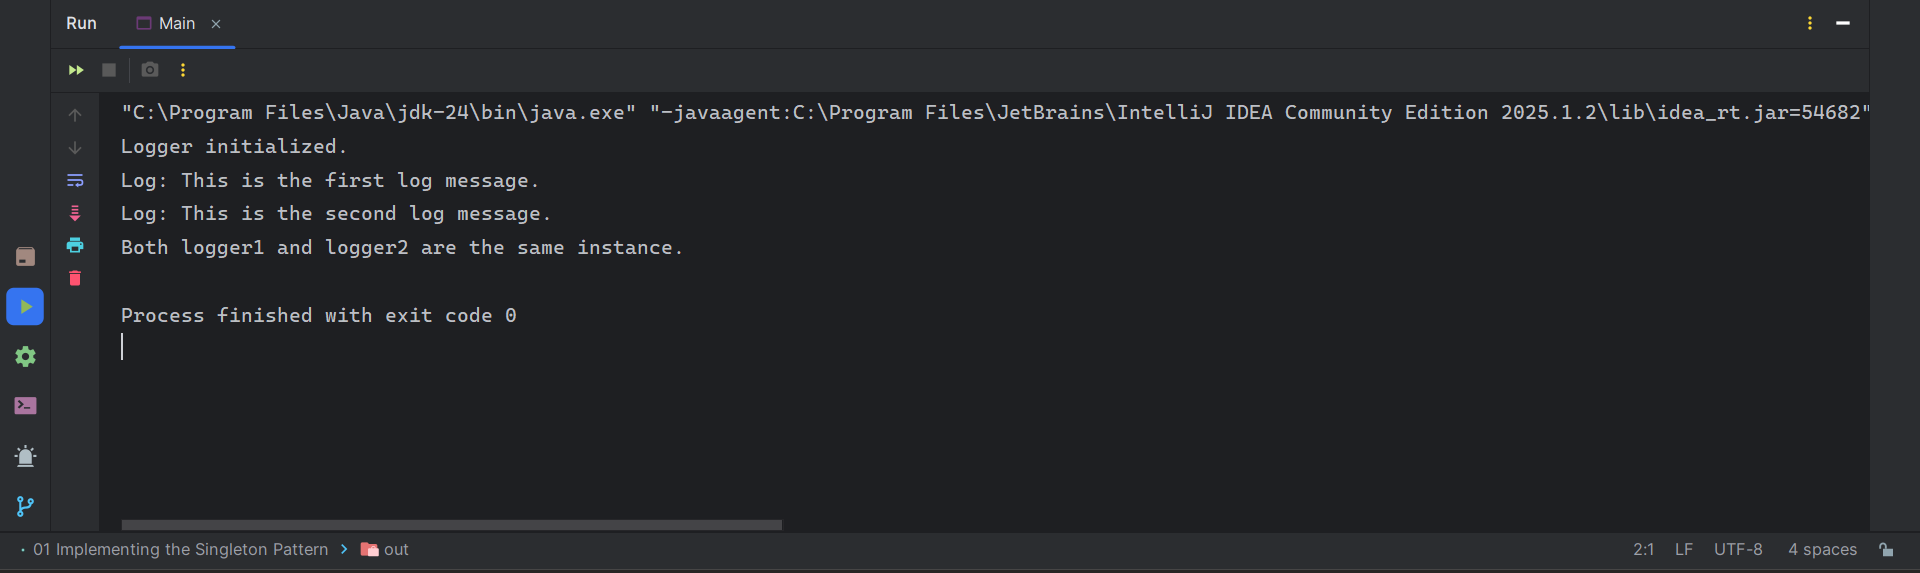 Run Main
"C:\Program Files\Java\jdk-24\bin\java.exe" "-javaagent:C:\Program Files\JetBrains\IntelliJ IDEA Community Edition 2025.1.2\lib\idea_rt.jar=54682"
Logger initialized.
Log: This is the first log message.
Log: This is the second log message.
Both logger1 and logger2 are the same instance.
Process finished with exit code 0
01 Implementing the Singleton Pattern > out 2:1 LF UTF-8 4 spaces